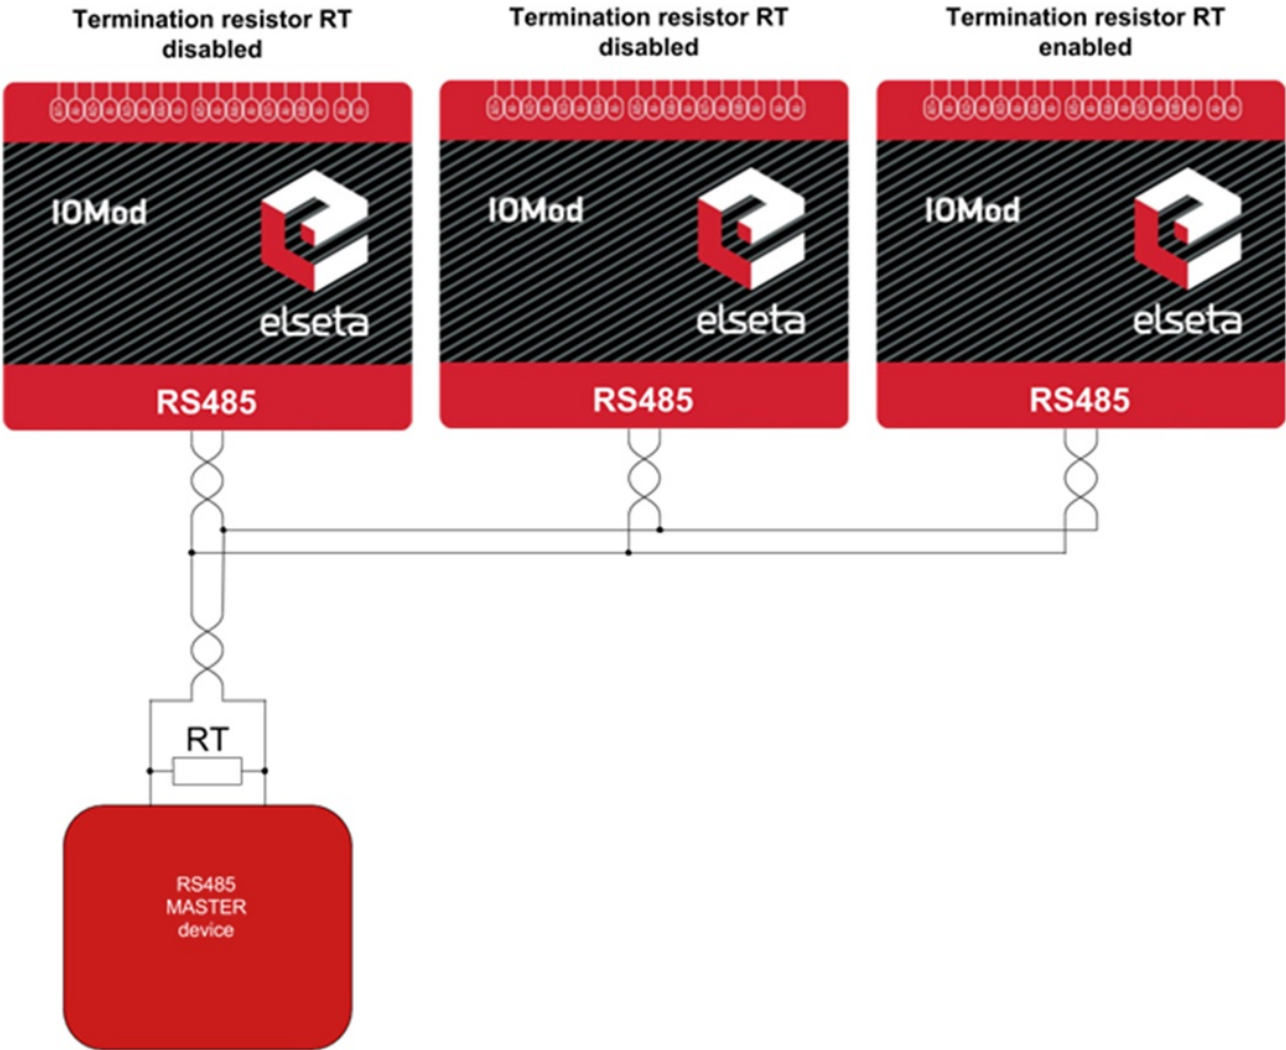 Termination resistor RT
disabled
Termination resistor RT
disabled
Termination resistor RT
enabled
IOMod
elseta
RS485
IOMod
elseta
RS485
IOMod
elseta
RS485
RT
RS485
MASTER
device